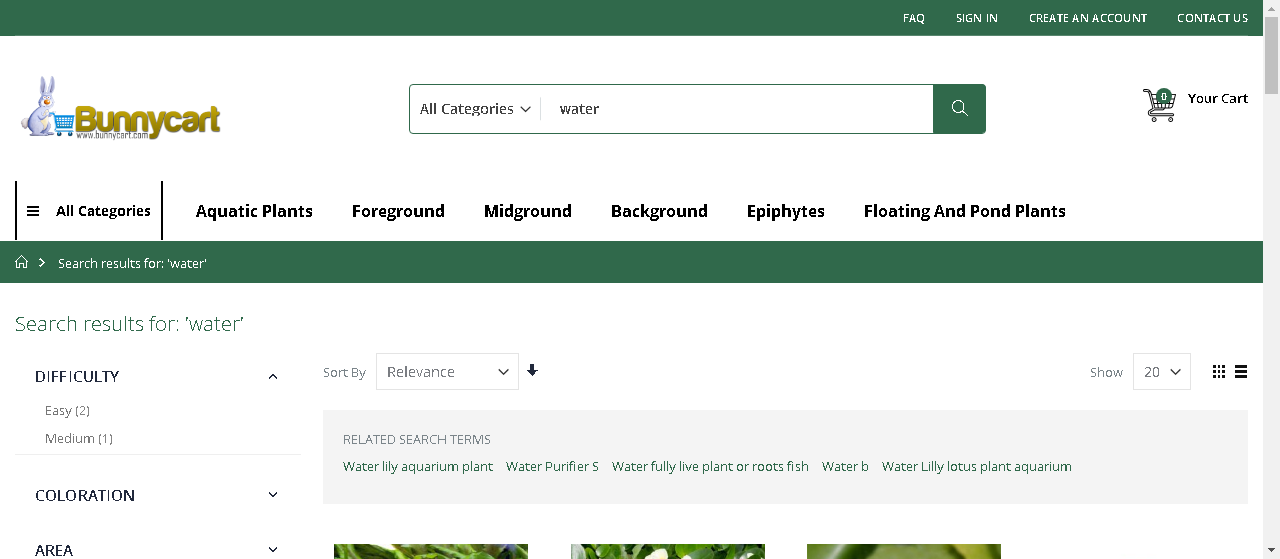 FAQ SIGN IN CREATE AN ACCOUNT CONTACT US
Bunnycart
www.bunnycart.com
All Categories water
0 Your Cart
All Categories Aquatic Plants Foreground Midground Background Epiphytes Floating And Pond Plants
Search results for: 'water'
Search results for: 'water'
DIFFICULTY
Easy (2)
Medium (1)
COLORATION
AREA
Sort By Relevance Show 20
RELATED SEARCH TERMS
Water lily aquarium plant Water Purifier S Water fully live plant or roots fish Water b Water Lilly lotus plant aquarium